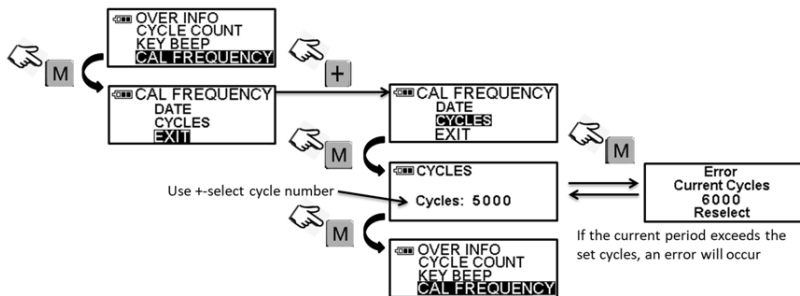 OVER INFO
CYCLE COUNT
KEY BEEP
CAL FREQUENCY
M
+
CAL FREQUENCY
DATE
CYCLES
EXIT
CAL FREQUENCY
DATE
CYCLES
EXIT
M
M
CYCLES
Cycles: 5000
Use +-select cycle number
Error
Current Cycles
6000
Reselect
M
If the current period exceeds the
set cycles, an error will occur
OVER INFO
CYCLE COUNT
KEY BEEP
CAL FREQUENCY